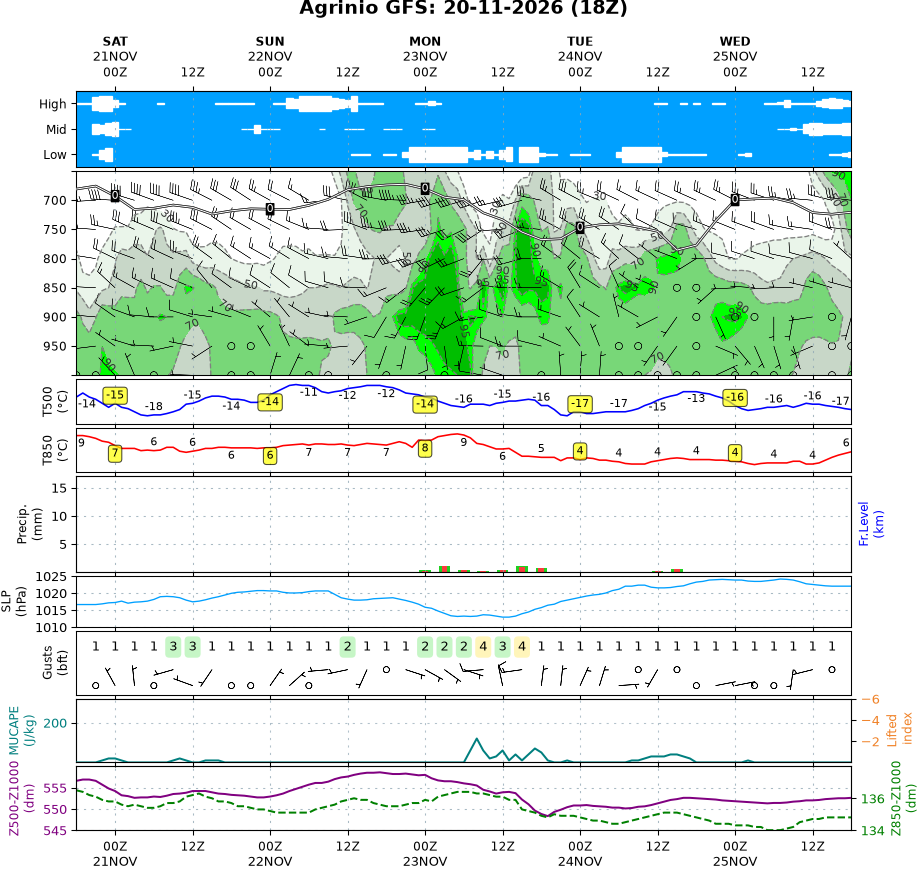 Agrinio GFS: 20-11-2026 (18Z)
SAT SUN MON TUE WED
21NOV 22NOV 23NOV 24NOV 25NOV
00Z 12Z 00Z 12Z 00Z 12Z 00Z 12Z 00Z 12Z
High
Mid
Low
700
750
800
850
900
950
0 0 0 0 0
T500
(°C)
-14 -15 -18 -15 -14 -14 -11 -12 -12 -14 -16 -15 -16 -17 -17 -15 -13 -16 -16 -16 -17
T850
(°C)
9 7 6 6 6 6 7 7 7 8 9 6 5 4 4 4 4 4 4 4 6
Precip.
(mm)
15
10
5
Fr.Level
(km)
SLP
(hPa)
1025
1020
1015
1010
Gusts
(bft)
1 1 1 1 3 3 1 1 1 1 1 1 1 2 1 1 1 2 2 2 4 3 4 1 1 1 1 1 1 1 1 1 1 1 1 1 1 1 1
MUCAPE
(J/kg)
200
−6
−4
−2
Lifted
index
Z500-Z1000
(dm)
555
550
545
136
134
Z850-Z1000
(dm)
00Z 12Z 00Z 12Z 00Z 12Z 00Z 12Z 00Z 12Z
21NOV 22NOV 23NOV 24NOV 25NOV